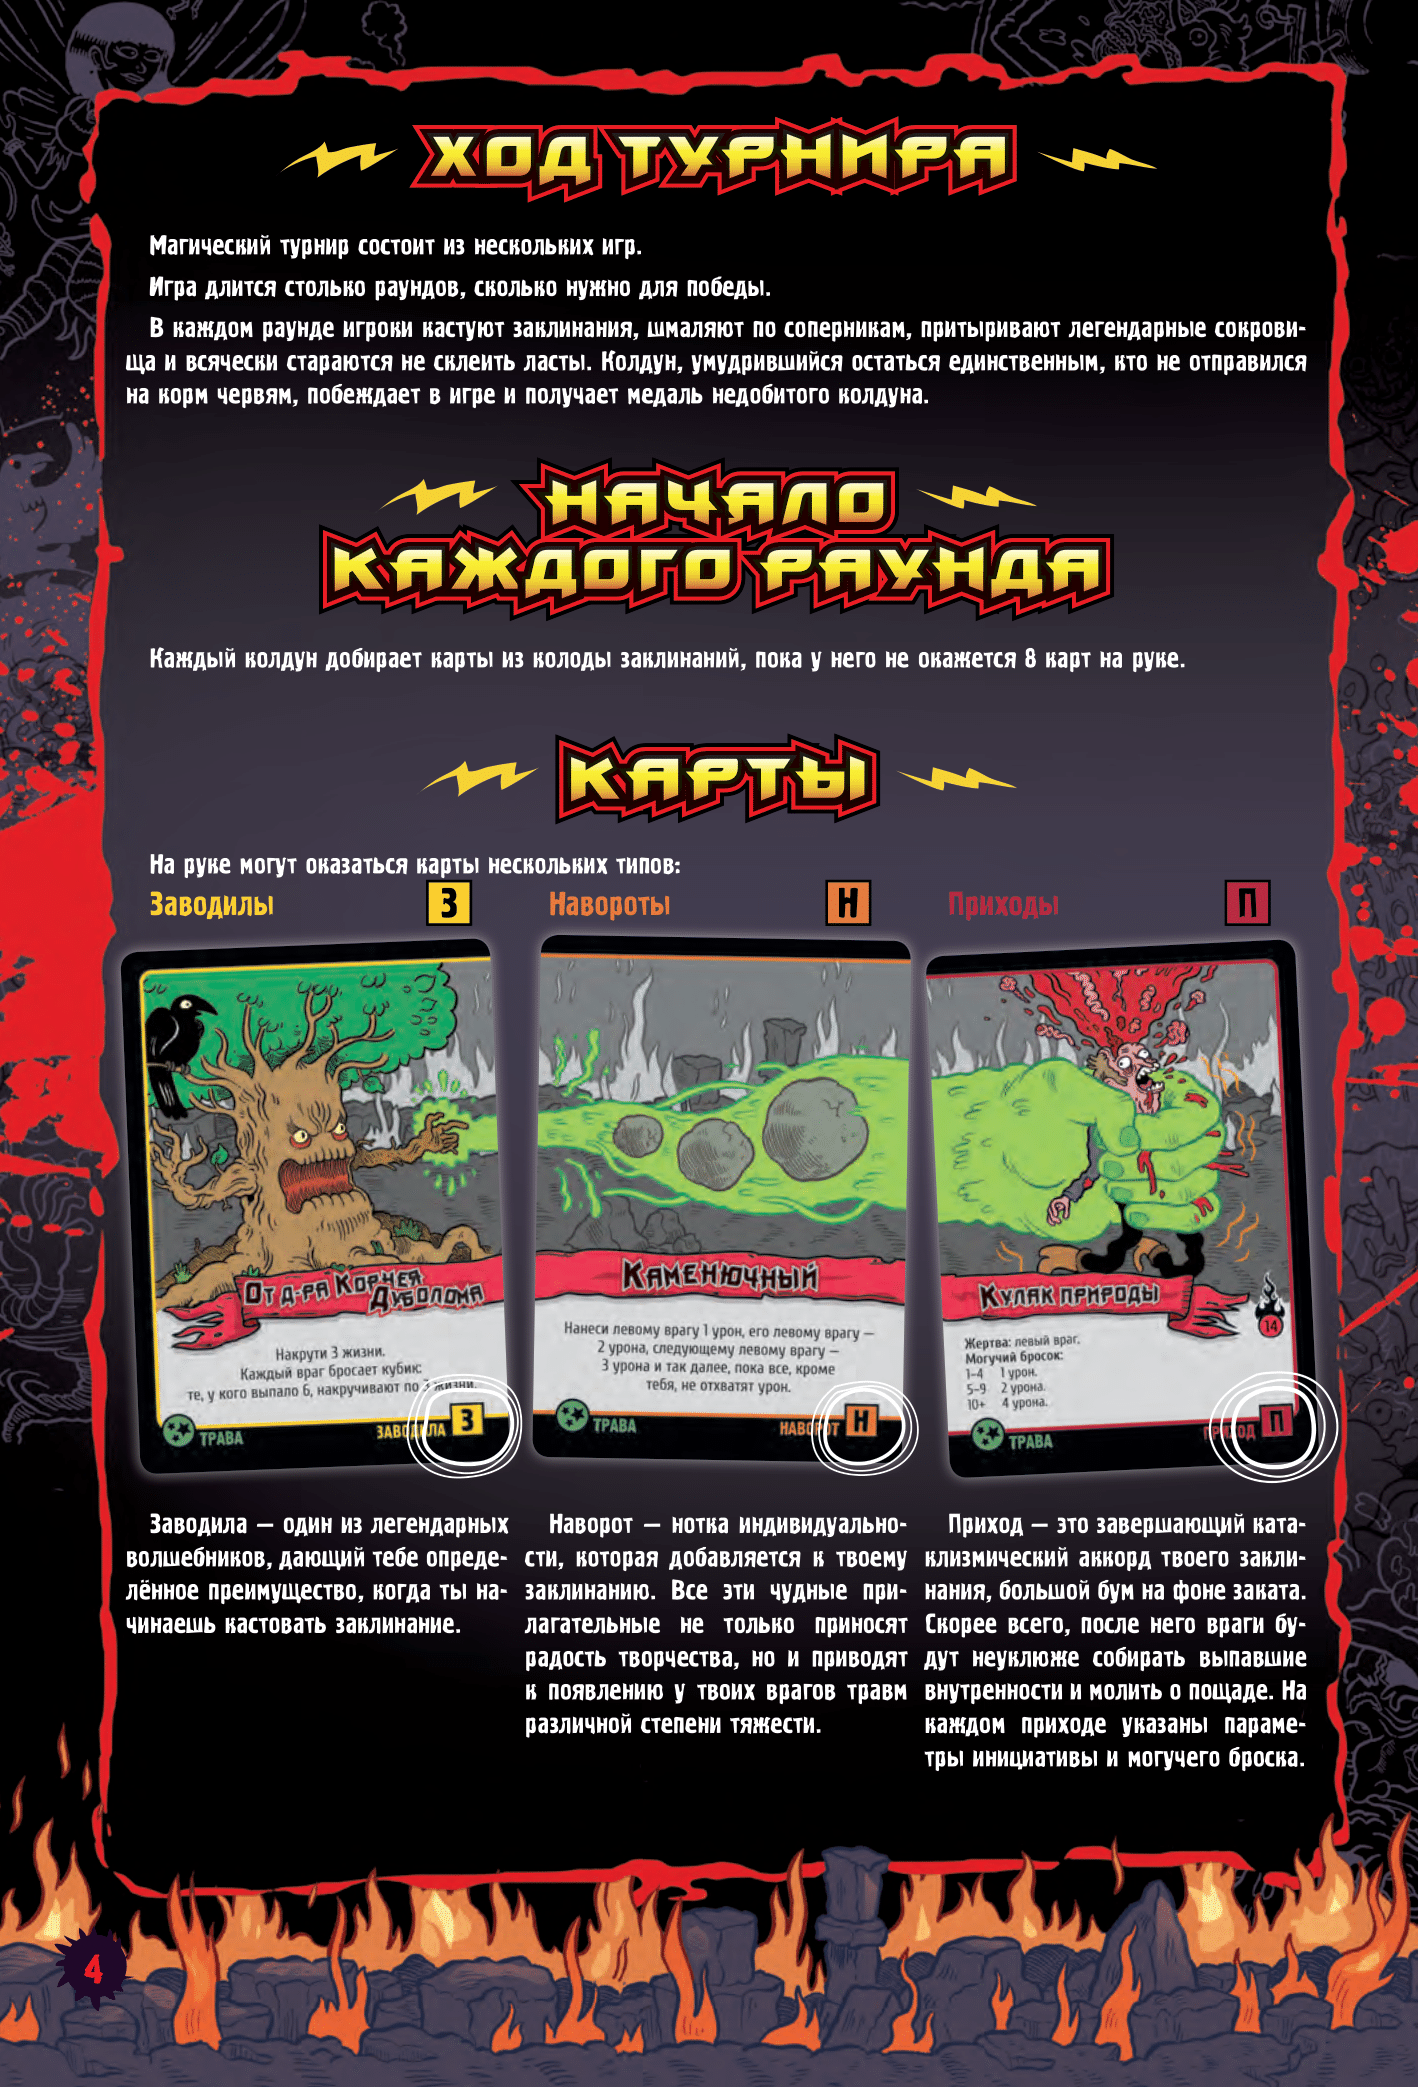 ХОД ТУРНИРА
Магический турнир состоит из нескольких игр.
Игра длится столько раундов, сколько нужно для победы.
В каждом раунде игроки кастуют заклинания, шмаляют по соперникам, притыривают легендарные сокрови-
ща и всячески стараются не склеить ласты. Колдун, умудрившийся остаться единственным, кто не отправился
на корм червям, побеждает в игре и получает медаль недобитого колдуна.
НАЧАЛО
КАЖДОГО РАУНДА
Каждый колдун добирает карты из колоды заклинаний, пока у него не окажется 8 карт на руке.
КАРТЫ
На руке могут оказаться карты нескольких типов:
Заводилы З
От д-ра Корнея
Дуболома
Накрути 3 жизни.
Каждый враг бросает кубик:
те, у кого выпало 6, накручивают по 3 жизни.
ТРАВА ЗАВОДИЛА З
Заводила — один из легендарных
волшебников, дающий тебе опреде-
лённое преимущество, когда ты на-
чинаешь кастовать заклинание.
Навороты Н
Каменючный
Нанеси левому врагу 1 урон, его левому врагу —
2 урона, следующему левому врагу —
3 урона и так далее, пока все, кроме
тебя, не отхватят урон.
ТРАВА НАВОРОТ Н
Наворот — нотка индивидуально-
сти, которая добавляется к твоему
заклинанию. Все эти чудные при-
лагательные не только приносят
радость творчества, но и приводят
к появлению у твоих врагов травм
различной степени тяжести.
Приходы П
Кулак природы
14
Жертва: левый враг.
Могучий бросок:
1–4 1 урон.
5–9 2 урона.
10+ 4 урона.
ТРАВА ПРИХОД П
Приход — это завершающий ката-
клизмический аккорд твоего закли-
нания, большой бум на фоне заката.
Скорее всего, после него враги бу-
дут неуклюже собирать выпавшие
внутренности и молить о пощаде. На
каждом приходе указаны параме-
тры инициативы и могучего броска.
4